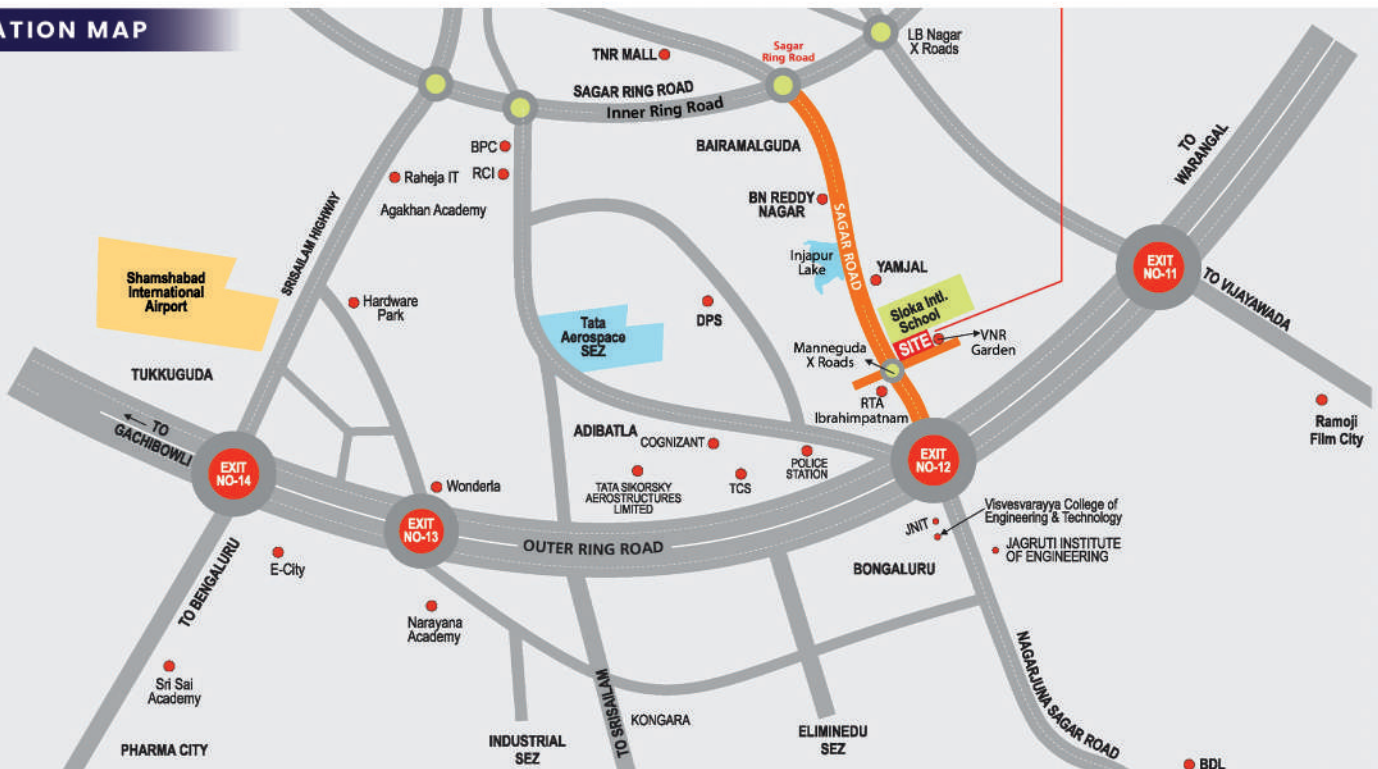 ATION MAP
LB Nagar
X Roads
Sagar
Ring Road
TNR MALL
SAGAR RING ROAD
Inner Ring Road
BPC
RCI
Raheja IT
Agakhan Academy
BAIRAMALGUDA
BN REDDY
NAGAR
SAGAR ROAD
TO
WARANGAL
SRISAILAM HIGHWAY
Injapur
Lake
YAMJAL
EXIT
NO-11
TO VIJAYAWADA
Shamshabad
International
Airport
Hardware
Park
DPS
Sloka Intl.
School
Tata
Aerospace
SEZ
SITE
VNR
Garden
Manneguda
X Roads
TUKKUGUDA
RTA
Ibrahimpatnam
Ramoji
Film City
TO
GACHIBOWLI
ADIBATLA
COGNIZANT
POLICE
STATION
EXIT
NO-12
EXIT
NO-14
Wonderla
TATA SIKORSKY
AEROSTRUCTURES
LIMITED
TCS
EXIT
NO-13
OUTER RING ROAD
JNIT
Visvesvarayya College of
Engineering & Technology
JAGRUTI INSTITUTE
OF ENGINEERING
E-City
BONGALURU
TO BENGALURU
Narayana
Academy
Sri Sai
Academy
NAGARJUNA SAGAR ROAD
TO SRISAILAM
KONGARA
PHARMA CITY
INDUSTRIAL
SEZ
ELIMINEDU
SEZ
BDL